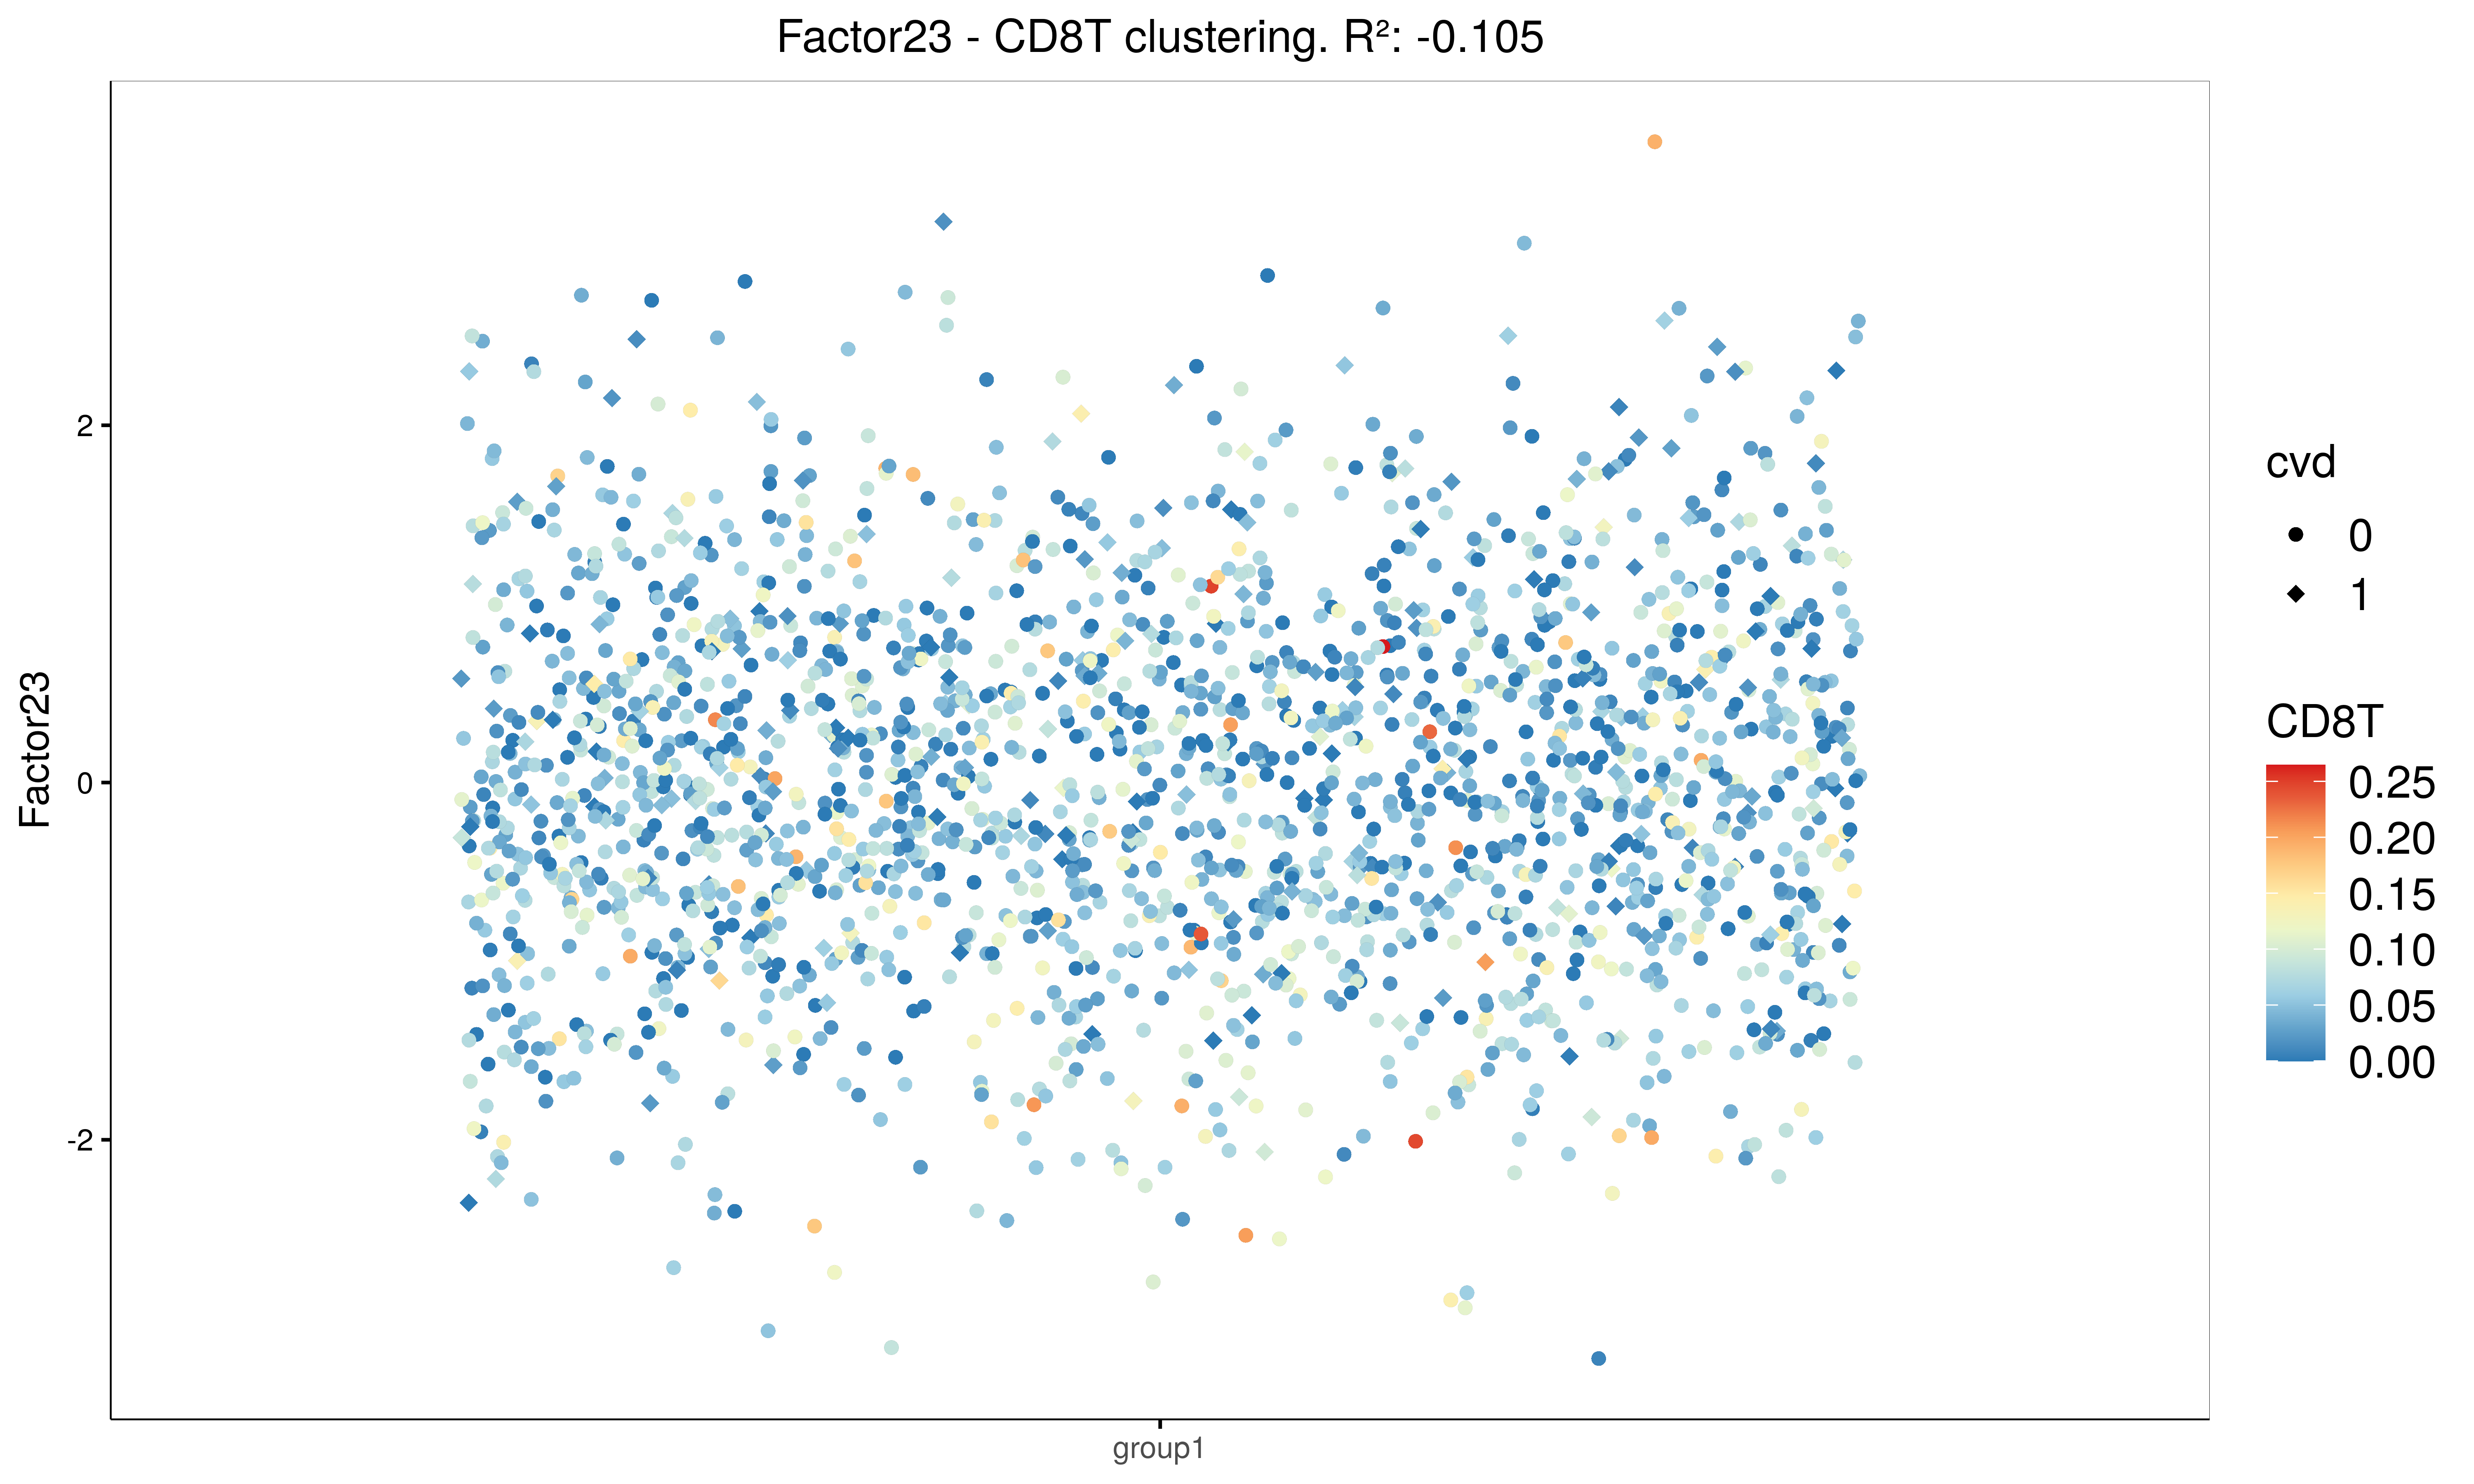 Factor23 - CD8T clustering. R²: -0.105
Factor23
2
0
-2
group1
cvd
0
1
CD8T
0.25
0.20
0.15
0.10
0.05
0.00